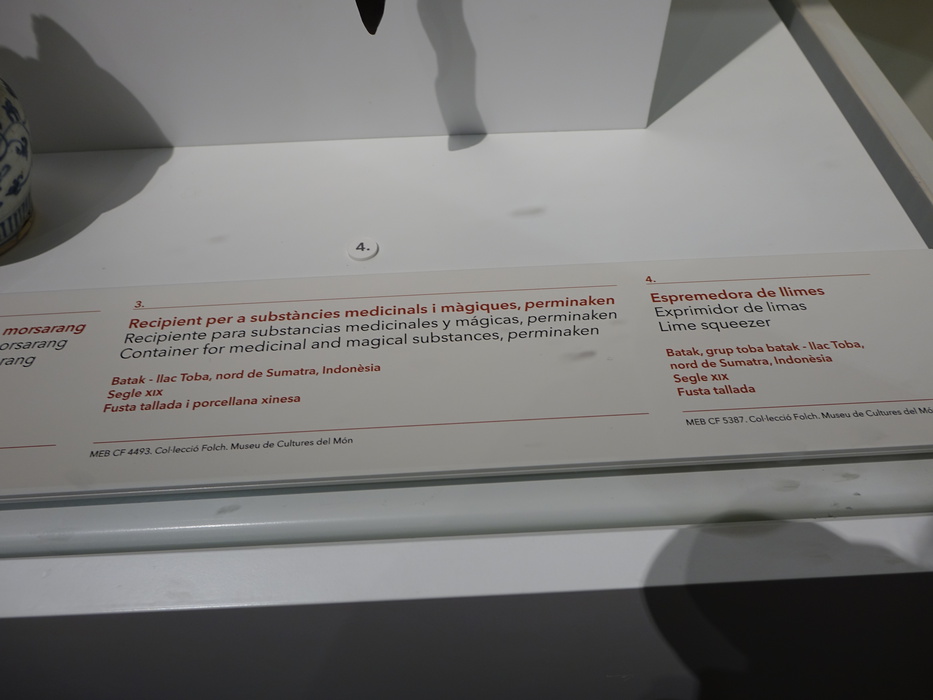 4.
morsarang
3.
Recipient per a substàncies medicinals i màgiques, perminaken
Recipiente para substancias medicinales y mágicas, perminaken
Container for medicinal and magical substances, perminaken
Batak - llac Toba, nord de Sumatra, Indonèsia
Segle XIX
Fusta tallada i porcellana xinesa
MEB CF 4493. Col·lecció Folch. Museu de Cultures del Món
4.
Espremedora de llimes
Exprimidor de limas
Lime squeezer
Batak, grup toba batak - llac Toba,
nord de Sumatra, Indonèsia
Segle XIX
Fusta tallada
MEB CF 5387. Col·lecció Folch. Museu de Cultures del